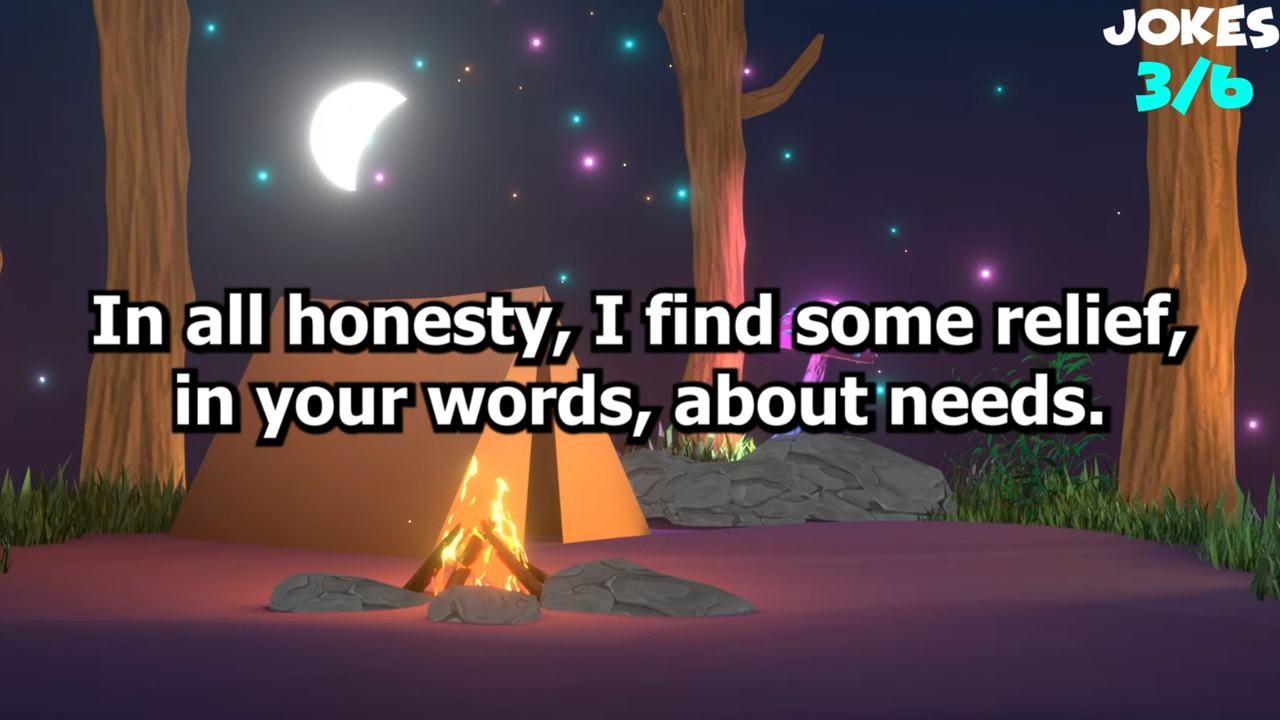 JOKES
3/6
In all honesty, I find some relief,
in your words, about needs.